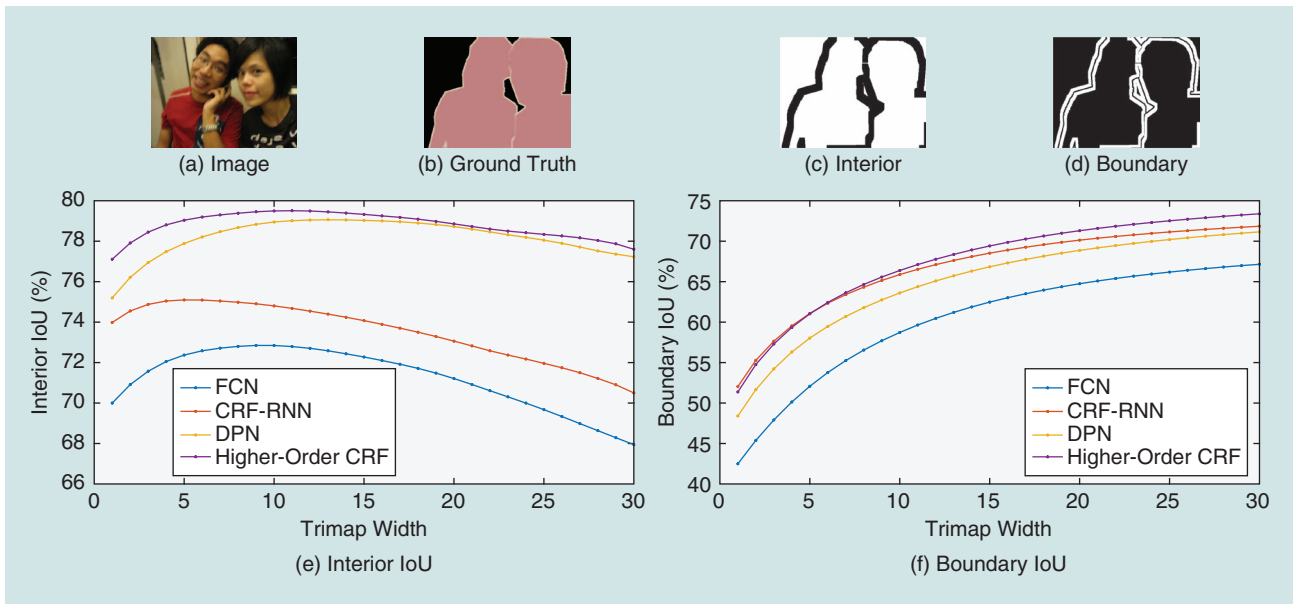 (a) Image
(b) Ground Truth
(c) Interior
(d) Boundary
80
78
76
74
72
70
68
66
Interior IoU (%)
FCN
CRF-RNN
DPN
Higher-Order CRF
0 5 10 15 20 25 30
Trimap Width
(e) Interior IoU
75
70
65
60
55
50
45
40
Boundary IoU (%)
FCN
CRF-RNN
DPN
Higher-Order CRF
0 5 10 15 20 25 30
Trimap Width
(f) Boundary IoU